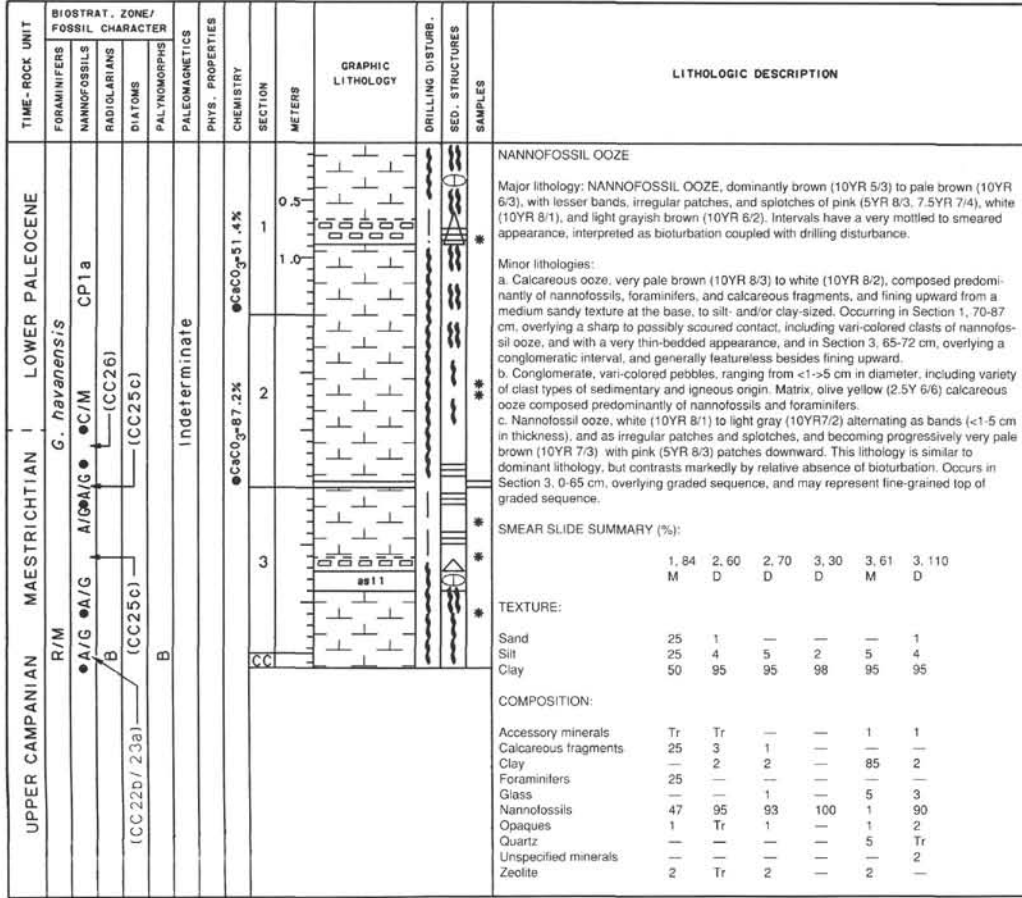 TIME-ROCK UNIT
BIOSTRAT. ZONE/
FOSSIL CHARACTER
FORAMINIFERS
NANNOFOSSILS
RADIOLARIANS
DIATOMS
PALYNOMORPHS
PALEOMAGNETICS
PHYS. PROPERTIES
CHEMISTRY
SECTION
METERS
GRAPHIC
LITHOLOGY
DRILLING DISTURB.
SED. STRUCTURES
SAMPLES
LITHOLOGIC DESCRIPTION
UPPER CAMPANIAN MAESTRICHTIAN LOWER PALEOCENE
R/M G. havanensis
●A/G ●A/G A/G●A/G ● ●C/M CP1a
B (CC26)
(CC22b/23a) (CC25c) (CC25c)
B
Indeterminate
●CaCO3=87.2% ●CaCO3=51.4%
1
2
3
CC
0.5
1.0
as11
*
*
*
*
*
*
NANNOFOSSIL OOZE
Major lithology: NANNOFOSSIL OOZE, dominantly brown (10YR 5/3) to pale brown (10YR
6/3), with lesser bands, irregular patches, and splotches of pink (5YR 8/3, 7.5YR 7/4), white
(10YR 8/1), and light grayish brown (10YR 6/2). Intervals have a very mottled to smeared
appearance, interpreted as bioturbation coupled with drilling disturbance.
Minor lithologies:
a. Calcareous ooze, very pale brown (10YR 8/3) to white (10YR 8/2), composed predomi-
nantly of nannofossils, foraminifers, and calcareous fragments, and fining upward from a
medium sandy texture at the base, to silt- and/or clay-sized. Occurring in Section 1, 70-87
cm, overlying a sharp to possibly scoured contact, including vari-colored clasts of nannofos-
sil ooze, and with a very thin-bedded appearance, and in Section 3, 65-72 cm, overlying a
conglomeratic interval, and generally featureless besides fining upward.
b. Conglomerate, vari-colored pebbles, ranging from <1->5 cm in diameter, including variety
of clast types of sedimentary and igneous origin. Matrix, olive yellow (2.5Y 6/6) calcareous
ooze composed predominantly of nannofossils and foraminifers.
c. Nannofossil ooze, white (10YR 8/1) to light gray (10YR7/2) alternating as bands (<1-5 cm
in thickness), and as irregular patches and splotches, and becoming progressively very pale
brown (10YR 7/3) with pink (5YR 8/3) patches downward. This lithology is similar to
dominant lithology, but contrasts markedly by relative absence of bioturbation. Occurs in
Section 3, 0-65 cm, overlying graded sequence, and may represent fine-grained top of
graded sequence.
SMEAR SLIDE SUMMARY (%):
1, 84 2, 60 2, 70 3, 30 3, 61 3, 110
M D D D M D
TEXTURE:
Sand 25 1 — — — 1
Silt 25 4 5 2 5 4
Clay 50 95 95 98 95 95
COMPOSITION:
Accessory minerals Tr Tr — — 1 1
Calcareous fragments 25 3 1 — — —
Clay — 2 2 — 85 2
Foraminifers 25 — — — — —
Glass — — 1 — 5 3
Nannofossils 47 95 93 100 1 90
Opaques 1 Tr 1 — 1 2
Quartz — — — — 5 Tr
Unspecified minerals — — — — — 2
Zeolite 2 Tr 2 — 2 —